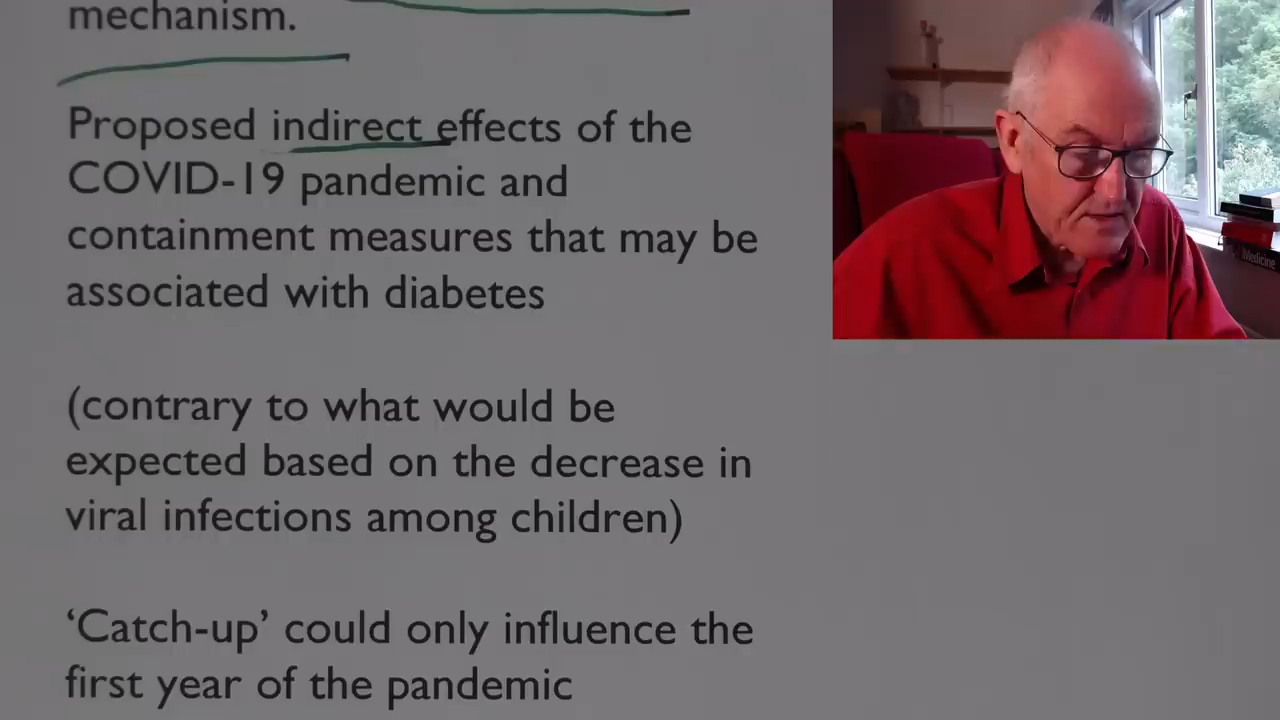 mechanism.
Proposed indirect effects of the
COVID-19 pandemic and
containment measures that may be
associated with diabetes
(contrary to what would be
expected based on the decrease in
viral infections among children)
‘Catch-up’ could only influence the
first year of the pandemic
Medicine